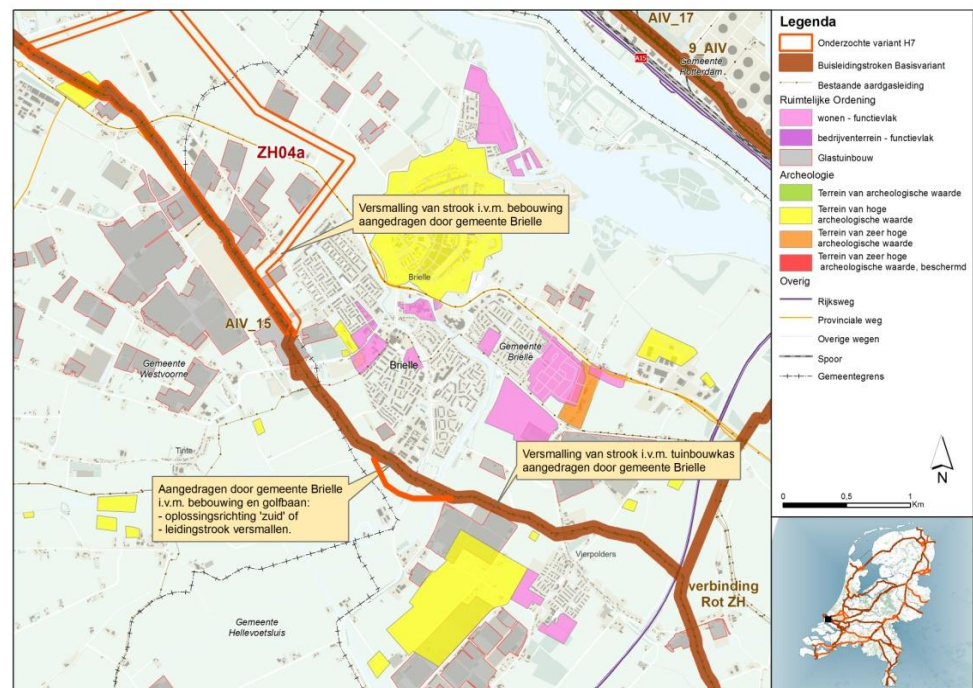 AIV_17
9_AIV
Gemeente
Rotterdam
A15
ZH04a
Versmalling van strook i.v.m. bebouwing
aangedragen door gemeente Brielle
Brielle
AIV_15
Gemeente
Westvoorne
Brielle
Gemeente
Brielle
Tinte
Versmalling van strook i.v.m. tuinbouwkas
aangedragen door gemeente Brielle
Aangedragen door gemeente Brielle
i.v.m. bebouwing en golfbaan:
- oplossingsrichting 'zuid' of
- leidingstrook versmallen.
Vierpolders
verbinding
Rot ZH
Gemeente
Hellevoetsluis
Legenda
Onderzochte variant H7
Buisleidingstroken Basisvariant
Bestaande aardgasleiding
Ruimtelijke Ordening
wonen - functievlak
bedrijventerrein - functievlak
Glastuinbouw
Archeologie
Terrein van archeologische waarde
Terrein van hoge
archeologische waarde
Terrein van zeer hoge
archeologische waarde
Terrein van zeer hoge
archeologische waarde, beschermd
Overig
Rijksweg
Provinciale weg
Overige wegen
Spoor
Gemeentegrens
N
0 0,5 1
Km